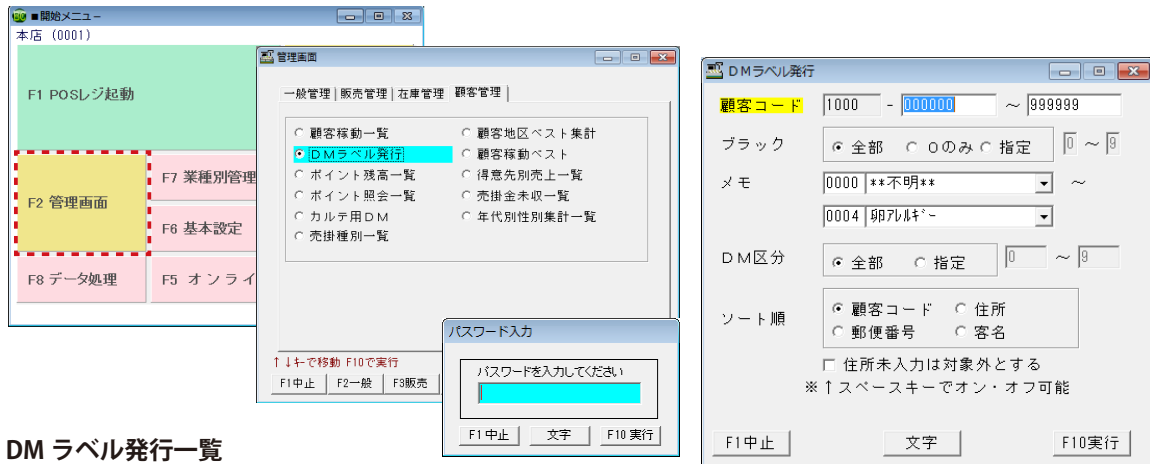 ■開始メニュー
本店 (0001)
F1 POSレジ起動
F2 管理画面
F7 業種別管理
F6 基本設定
F8 データ処理
F5 オンライ
管理画面
一般管理 販売管理 在庫管理 顧客管理
顧客稼動一覧 顧客地区ベスト集計
DMラベル発行 顧客稼動ベスト
ポイント残高一覧 得意先別売上一覧
ポイント照会一覧 売掛金未収一覧
カルテ用DM 年代別性別集計一覧
売掛種別一覧
↑↓キーで移動 F10で実行
F1中止 F2一般 F3販売
パスワード入力
パスワードを入力してください
F1中止 文字 F10実行
DMラベル発行
顧客コード 1000 - 000000 ～ 999999
ブラック 全部 0のみ 指定 0 ～ 9
メモ 0000 **不明** ～
0004 卵アレルギー
DM区分 全部 指定 0 ～ 9
ソート順 顧客コード 住所
郵便番号 客名
住所未入力は対象外とする
※↑スペースキーでオン・オフ可能
F1中止 文字 F10実行
DM ラベル発行一覧